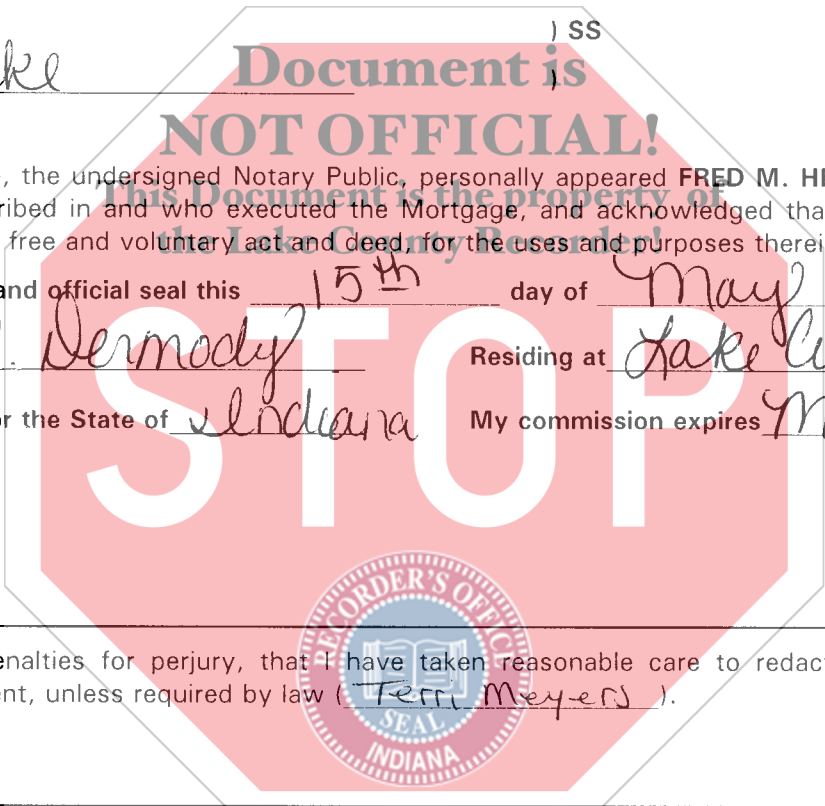 ) SS
ke )
Document is
NOT OFFICIAL!
This Document is the property of
the Lake County Recorder!
, the undersigned Notary Public, personally appeared FRED M. HI
ribed in and who executed the Mortgage, and acknowledged tha
free and voluntary act and deed, for the uses and purposes therei
and official seal this 15th day of May
. Dermody Residing at Lake Cu
r the State of Indiana My commission expires M
STOP
RECORDER'S OFFICE
enalties for perjury, that I have taken reasonable care to redact
ent, unless required by law ( Terri Meyers ).
SEAL
INDIANA